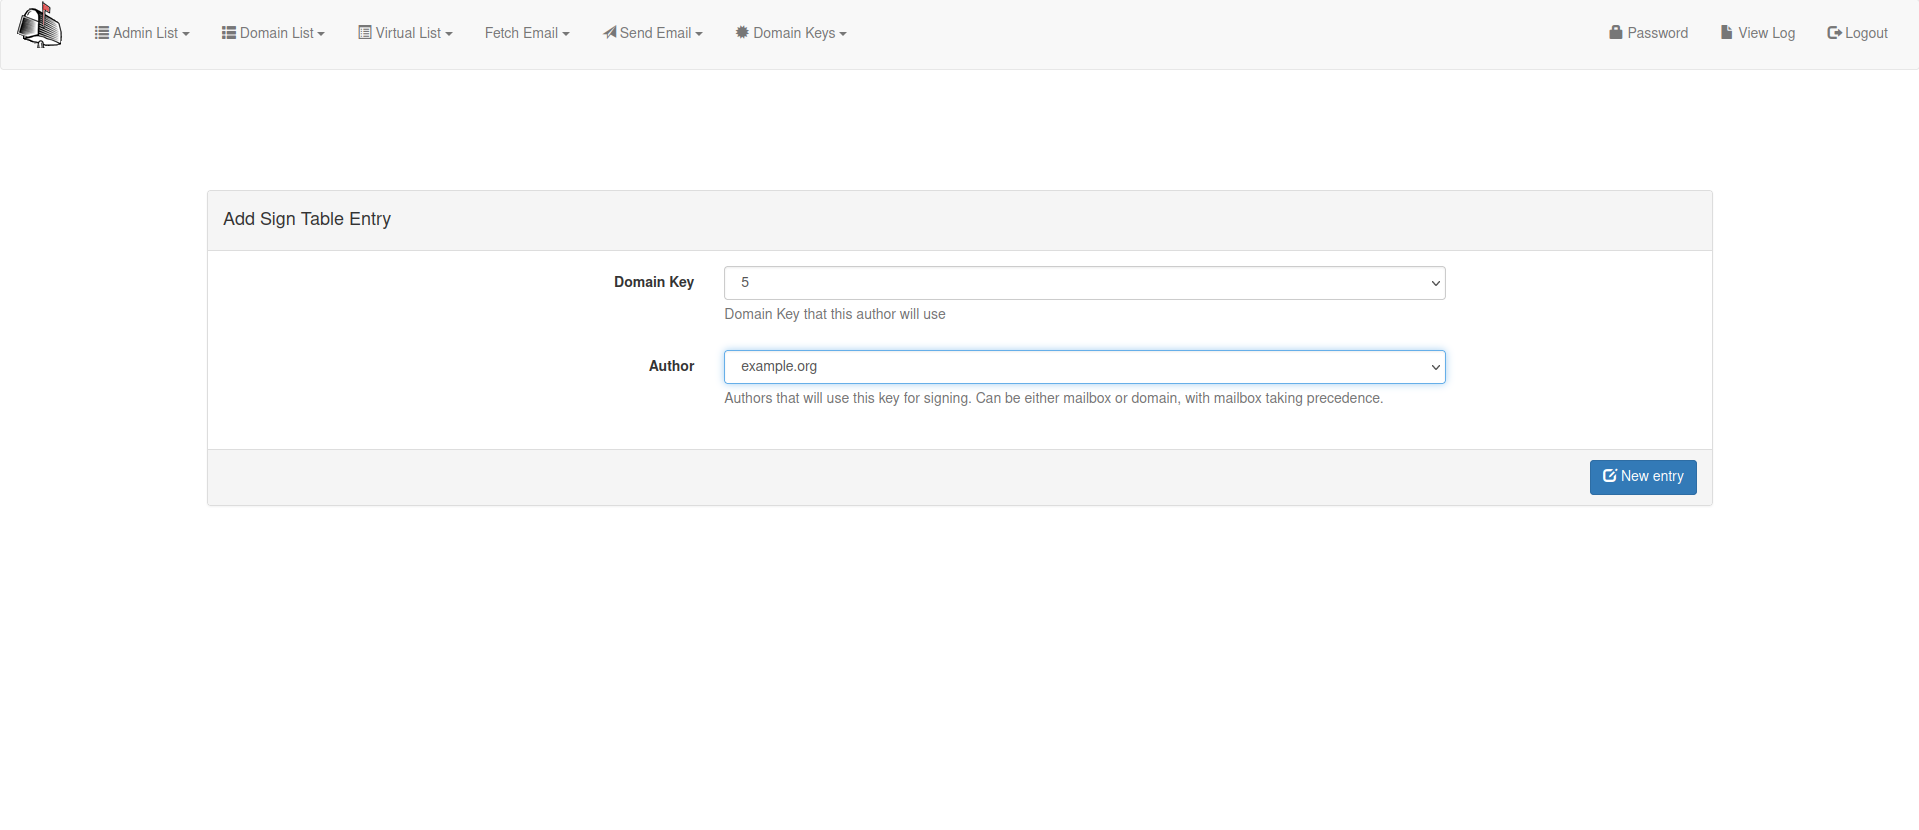 Admin List Domain List Virtual List Fetch Email Send Email Domain Keys Password View Log Logout
Add Sign Table Entry
Domain Key 5
Domain Key that this author will use
Author example.org
Authors that will use this key for signing. Can be either mailbox or domain, with mailbox taking precedence.
New entry